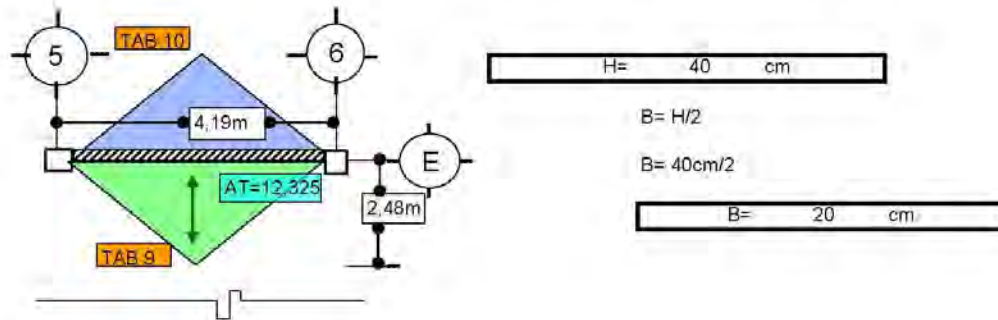 TAB 10
5
6
4,19m
E
AT=12,325
2,48m
TAB 9
H= 40 cm
B= H/2
B= 40cm/2
B= 20 cm